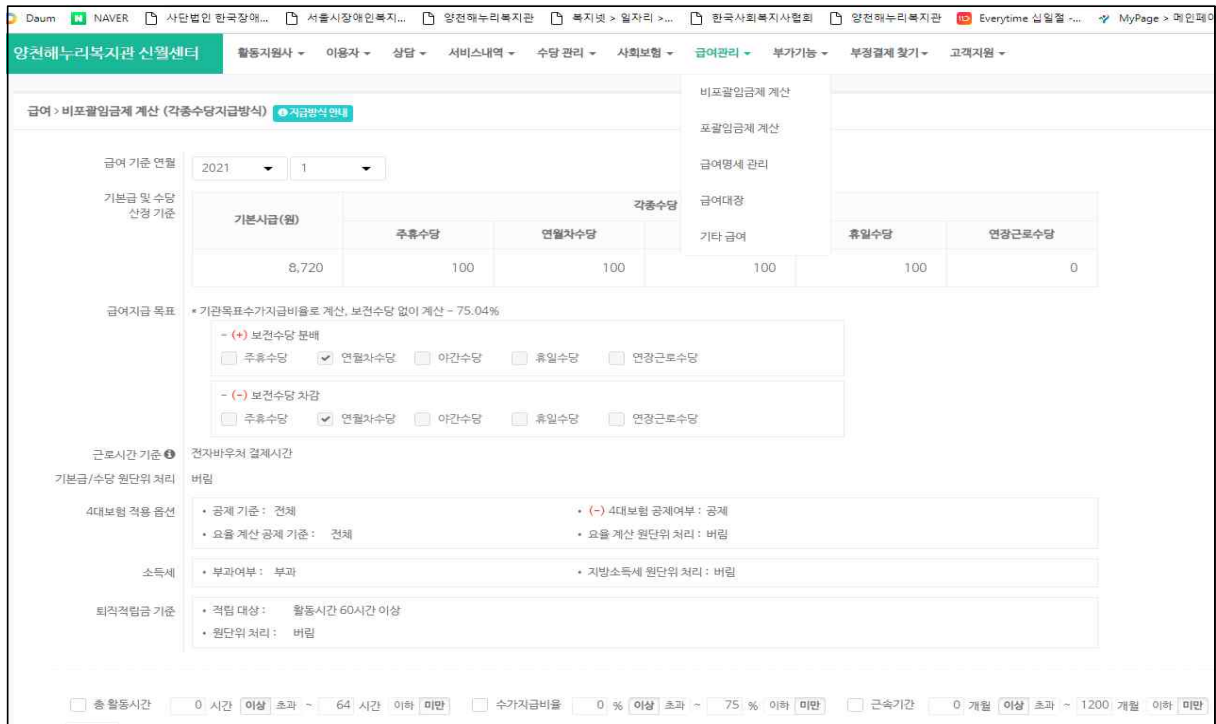 Daum NAVER 사단법인 한국장애... 서울시장애인복지... 양천해누리복지관 복지넷 > 일자리 >... 한국사회복지사협회 양천해누리복지관 Everytime 십일절 -... MyPage > 메인페이
양천해누리복지관 신월센터 활동지원사 이용자 상담 서비스내역 수당 관리 사회보험 급여관리 부가기능 부정결제 찾기 고객지원
비포괄임금제 계산
포괄임금제 계산
급여명세 관리
급여대장
기타 급여
급여 > 비포괄임금제 계산 (각종수당지급방식) 지급방식 안내
급여 기준 연월 2021 1
기본급 및 수당
산정 기준
기본시급(원) 각종수당
주휴수당 연월차수당 휴일수당 연장근로수당
8,720 100 100 100 100 0
급여지급 목표 * 기관목표수가지급비율로 계산, 보전수당 없이 계산 - 75.04%
- (+) 보전수당 분배
주휴수당 연월차수당 야간수당 휴일수당 연장근로수당
- (-) 보전수당 차감
주휴수당 연월차수당 야간수당 휴일수당 연장근로수당
근로시간 기준 전자바우처 결제시간
기본급/수당 원단위 처리 버림
4대보험 적용 옵션 • 공제 기준 : 전체 • (-) 4대보험 공제여부 : 공제
• 요율 계산 공제 기준 : 전체 • 요율 계산 원단위 처리 : 버림
소득세 • 부과여부 : 부과 • 지방소득세 원단위 처리 : 버림
퇴직적립금 기준 • 적립 대상 : 활동시간 60시간 이상
• 원단위 처리 : 버림
총 활동시간 0 시간 이상 초과 ~ 64 시간 이하 미만 수가지급비율 0 % 이상 초과 ~ 75 % 이하 미만 근속기간 0 개월 이상 초과 ~ 1200 개월 이하 미만